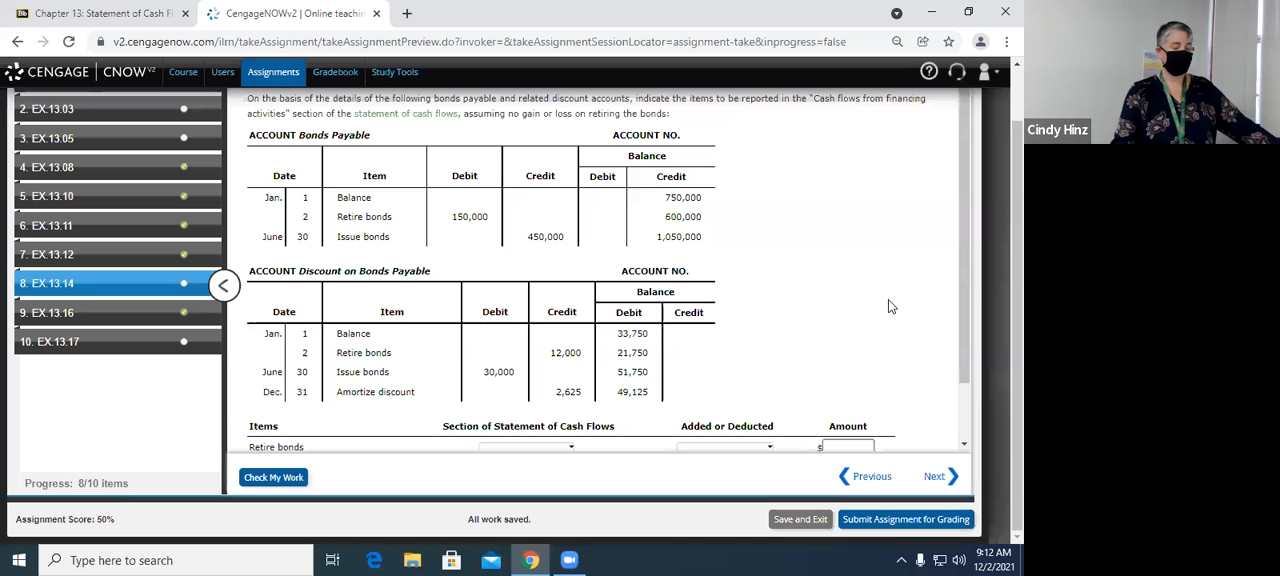 Chapter 13: Statement of Cash F
CengageNOWv2 | Online teachin
v2.cengagenow.com/ilrn/takeAssignment/takeAssignmentPreview.do?invoker=&takeAssignmentSessionLocator=assignment-take&inprogress=false
CENGAGE | CNOWv2 Course Users Assignments Gradebook Study Tools
2. EX.13.03
3. EX.13.05
4. EX.13.08
5. EX.13.10
6. EX.13.11
7. EX.13.12
8. EX.13.14
9. EX.13.16
10. EX.13.17
Progress: 8/10 items
On the basis of the details of the following bonds payable and related discount accounts, indicate the items to be reported in the "Cash flows from financing
activities" section of the statement of cash flows, assuming no gain or loss on retiring the bonds:
ACCOUNT Bonds Payable ACCOUNT NO.
Balance
Date Item Debit Credit Debit Credit
Jan. 1 Balance 750,000
2 Retire bonds 150,000 600,000
June 30 Issue bonds 450,000 1,050,000
ACCOUNT Discount on Bonds Payable ACCOUNT NO.
Balance
Date Item Debit Credit Debit Credit
Jan. 1 Balance 33,750
2 Retire bonds 12,000 21,750
June 30 Issue bonds 30,000 51,750
Dec. 31 Amortize discount 2,625 49,125
Items Section of Statement of Cash Flows Added or Deducted Amount
Retire bonds $
Check My Work Previous Next
Assignment Score: 50% All work saved. Save and Exit Submit Assignment for Grading
Type here to search
9:12 AM
12/2/2021
Cindy Hinz